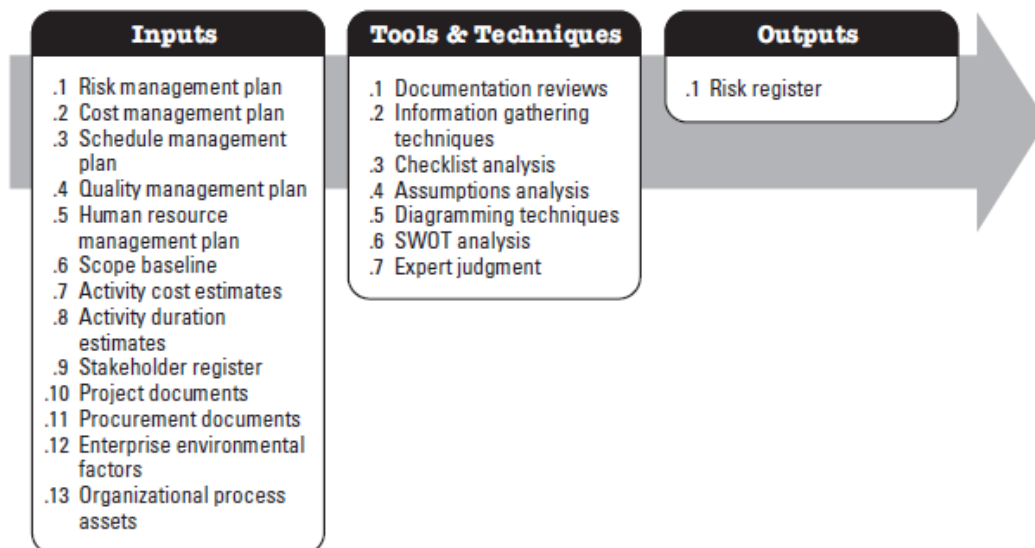 Inputs
.1 Risk management plan
.2 Cost management plan
.3 Schedule management
plan
.4 Quality management plan
.5 Human resource
management plan
.6 Scope baseline
.7 Activity cost estimates
.8 Activity duration
estimates
.9 Stakeholder register
.10 Project documents
.11 Procurement documents
.12 Enterprise environmental
factors
.13 Organizational process
assets
Tools & Techniques
.1 Documentation reviews
.2 Information gathering
techniques
.3 Checklist analysis
.4 Assumptions analysis
.5 Diagramming techniques
.6 SWOT analysis
.7 Expert judgment
Outputs
.1 Risk register